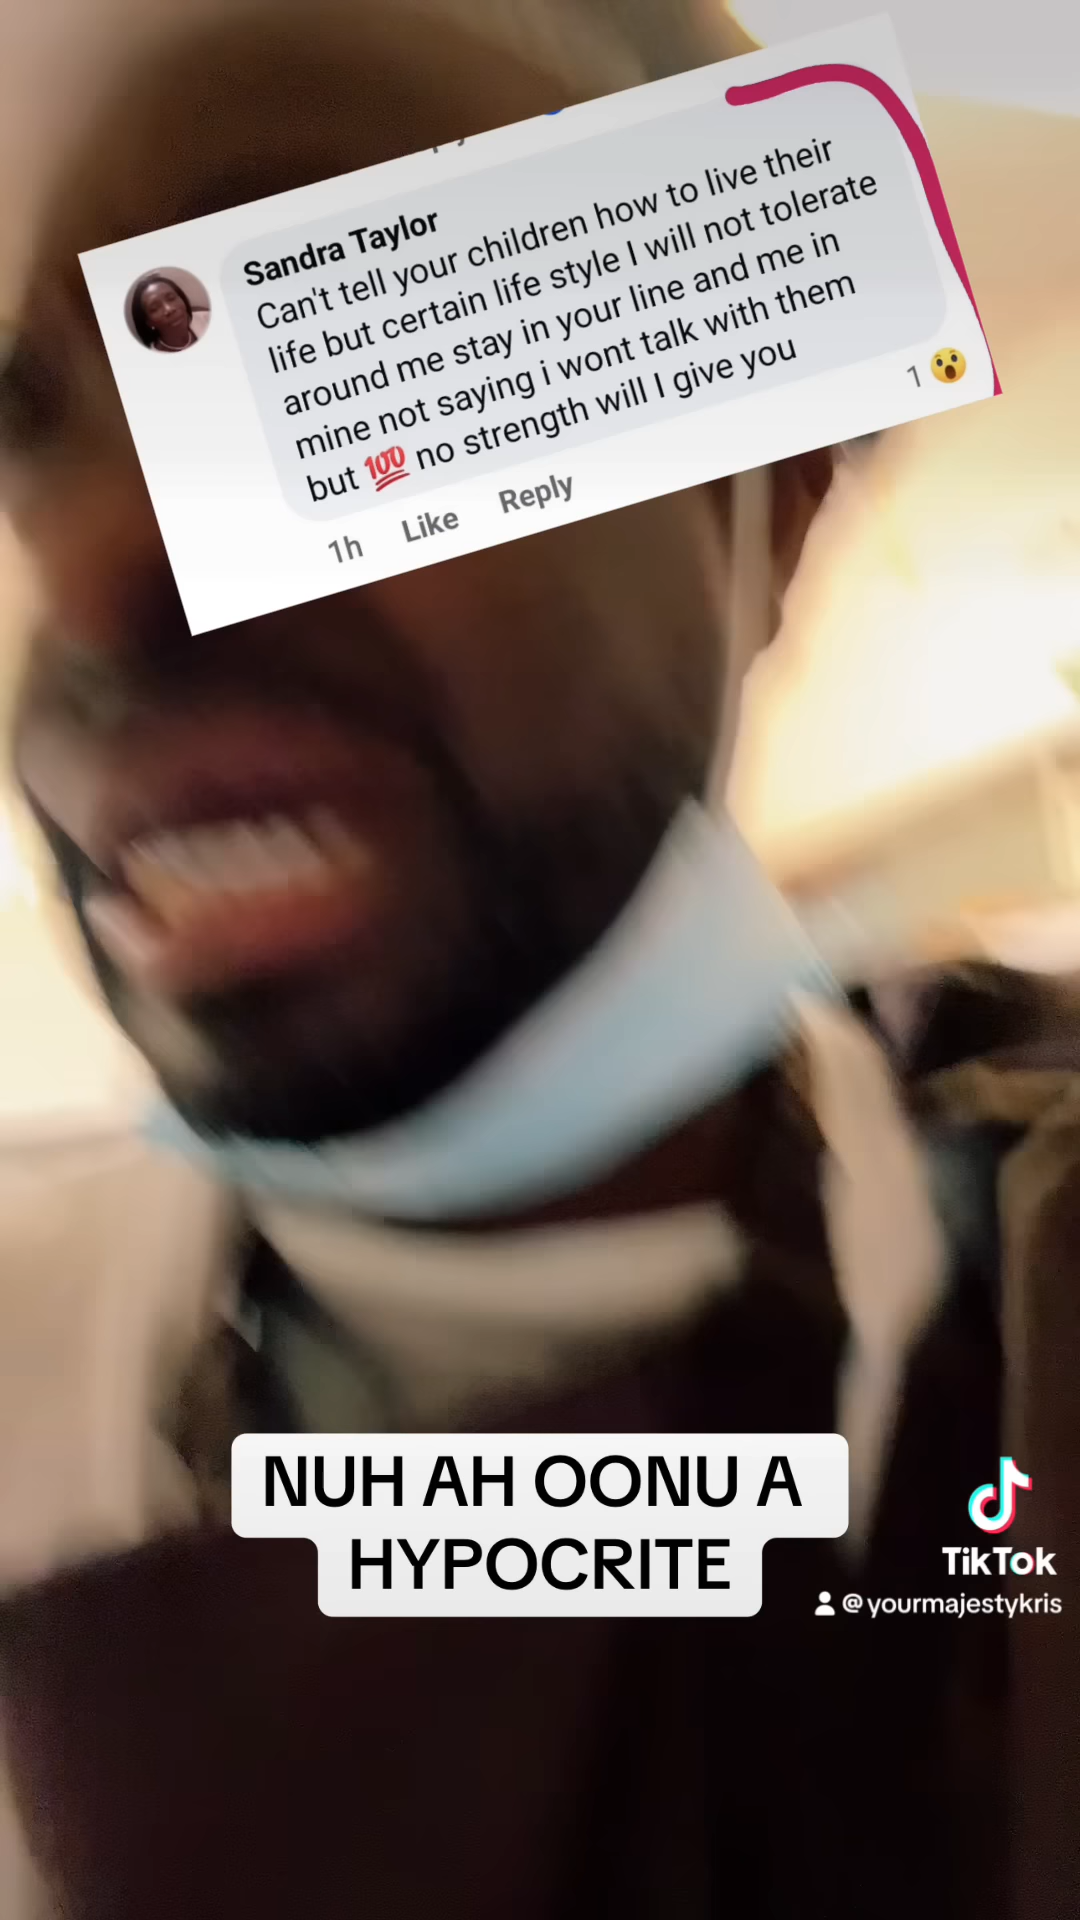 Sandra Taylor
Can't tell your children how to live their
life but certain life style I will not tolerate
around me stay in your line and me in
mine not saying i wont talk with them
but 💯 no strength will I give you
1 😮
1h Like Reply
NUH AH OONU A
HYPOCRITE
TikTok
@yourmajestykris